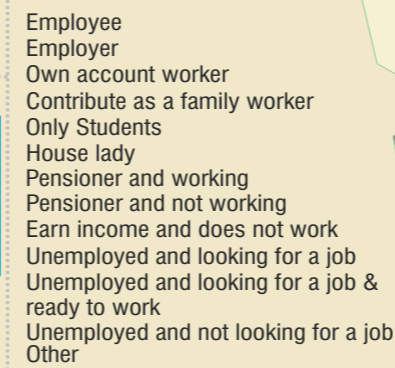 Employee
Employer
Own account worker
Contribute as a family worker
Only Students
House lady
Pensioner and working
Pensioner and not working
Earn income and does not work
Unemployed and looking for a job
Unemployed and looking for a job &
ready to work
Unemployed and not looking for a job
Other